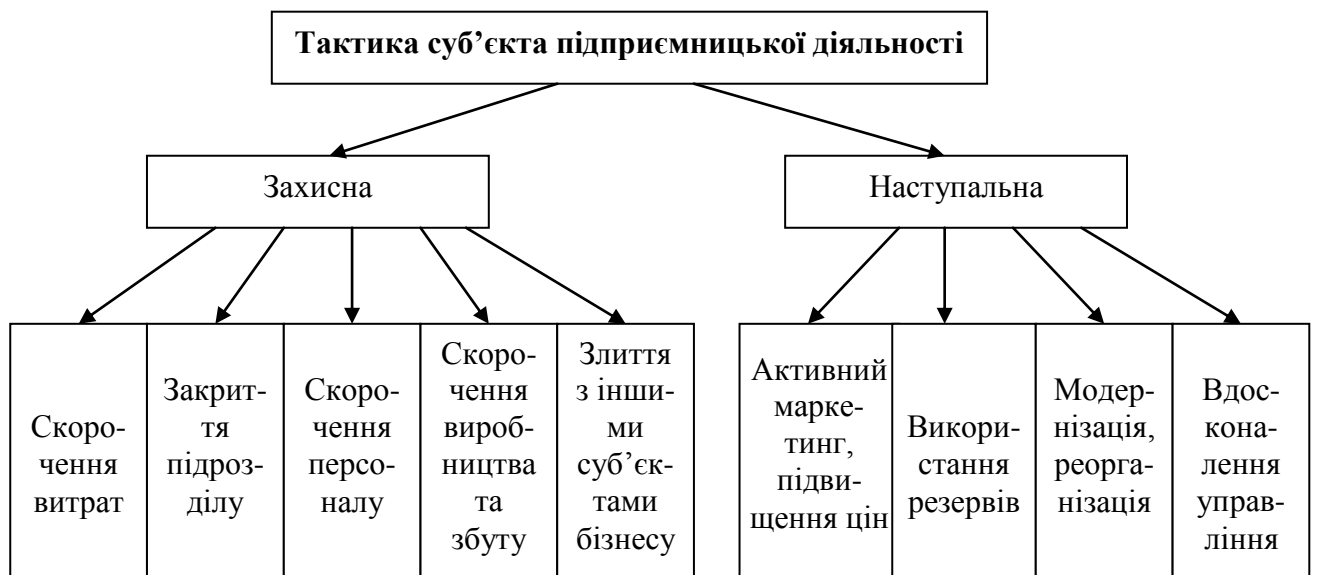 Тактика суб’єкта підприємницької діяльності
Захисна
Наступальна
Скоро-
чення
витрат
Закрит-
тя
підроз-
ділу
Скоро-
чення
персо-
налу
Скоро-
чення
вироб-
ництва
та
збуту
Злиття
з інши-
ми
суб’єк-
тами
бізнесу
Активний
марке-
тинг,
підви-
щення цін
Викори-
стання
резервів
Модер-
нізація,
реорга-
нізація
Вдос-
кона-
лення
управ-
ління